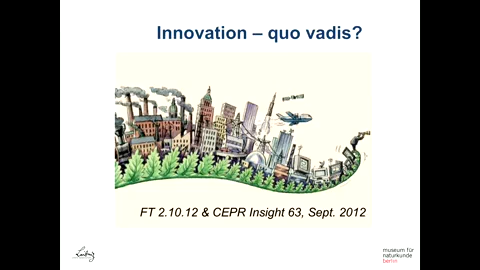 Innovation – quo vadis?
FT 2.10.12 & CEPR Insight 63, Sept. 2012
museum für
naturkunde
berlin